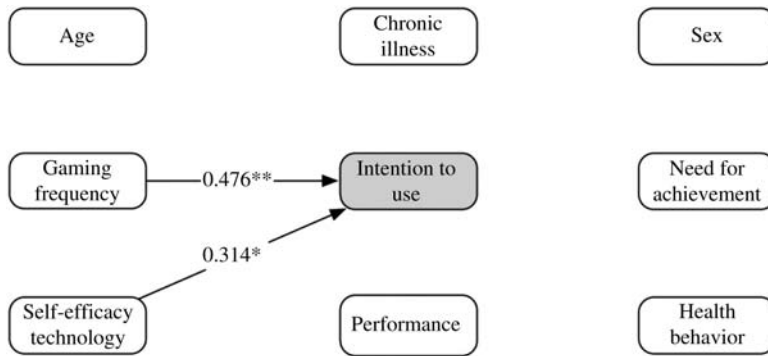 Age
Chronic
illness
Sex
Gaming
frequency
0.476**
Intention to
use
Need for
achievement
0.314*
Self-efficacy
technology
Performance
Health
behavior